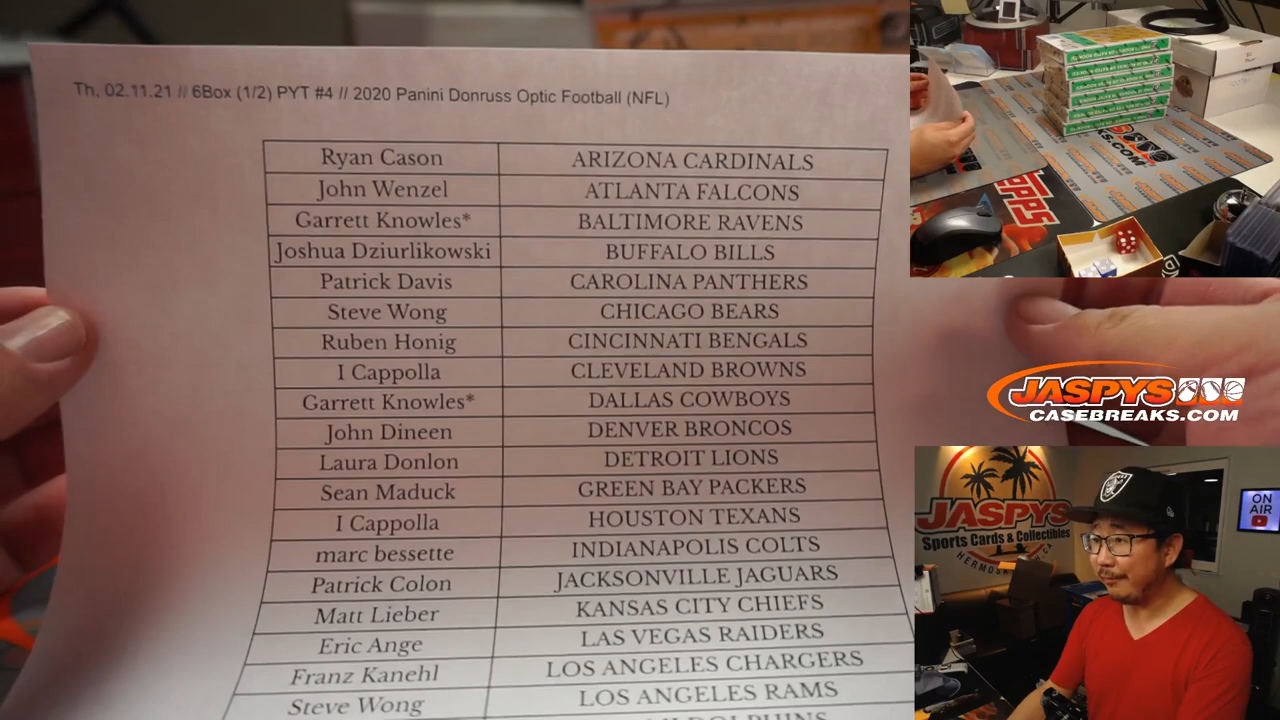 Th, 02.11.21 // 6Box (1/2) PYT #4 // 2020 Panini Donruss Optic Football (NFL)
Ryan Cason ARIZONA CARDINALS
John Wenzel ATLANTA FALCONS
Garrett Knowles* BALTIMORE RAVENS
Joshua Dziurlikowski BUFFALO BILLS
Patrick Davis CAROLINA PANTHERS
Steve Wong CHICAGO BEARS
Ruben Honig CINCINNATI BENGALS
I Cappolla CLEVELAND BROWNS
Garrett Knowles* DALLAS COWBOYS
John Dineen DENVER BRONCOS
Laura Donlon DETROIT LIONS
Sean Maduck GREEN BAY PACKERS
I Cappolla HOUSTON TEXANS
marc bessette INDIANAPOLIS COLTS
Patrick Colon JACKSONVILLE JAGUARS
Matt Lieber KANSAS CITY CHIEFS
Eric Ange LAS VEGAS RAIDERS
Franz Kanehl LOS ANGELES CHARGERS
Steve Wong LOS ANGELES RAMS
DOLPHINS
TOPPS
JASPYS
CASEBREAKS.COM
JASPYS
Sports Cards & Collectibles
ON
AIR